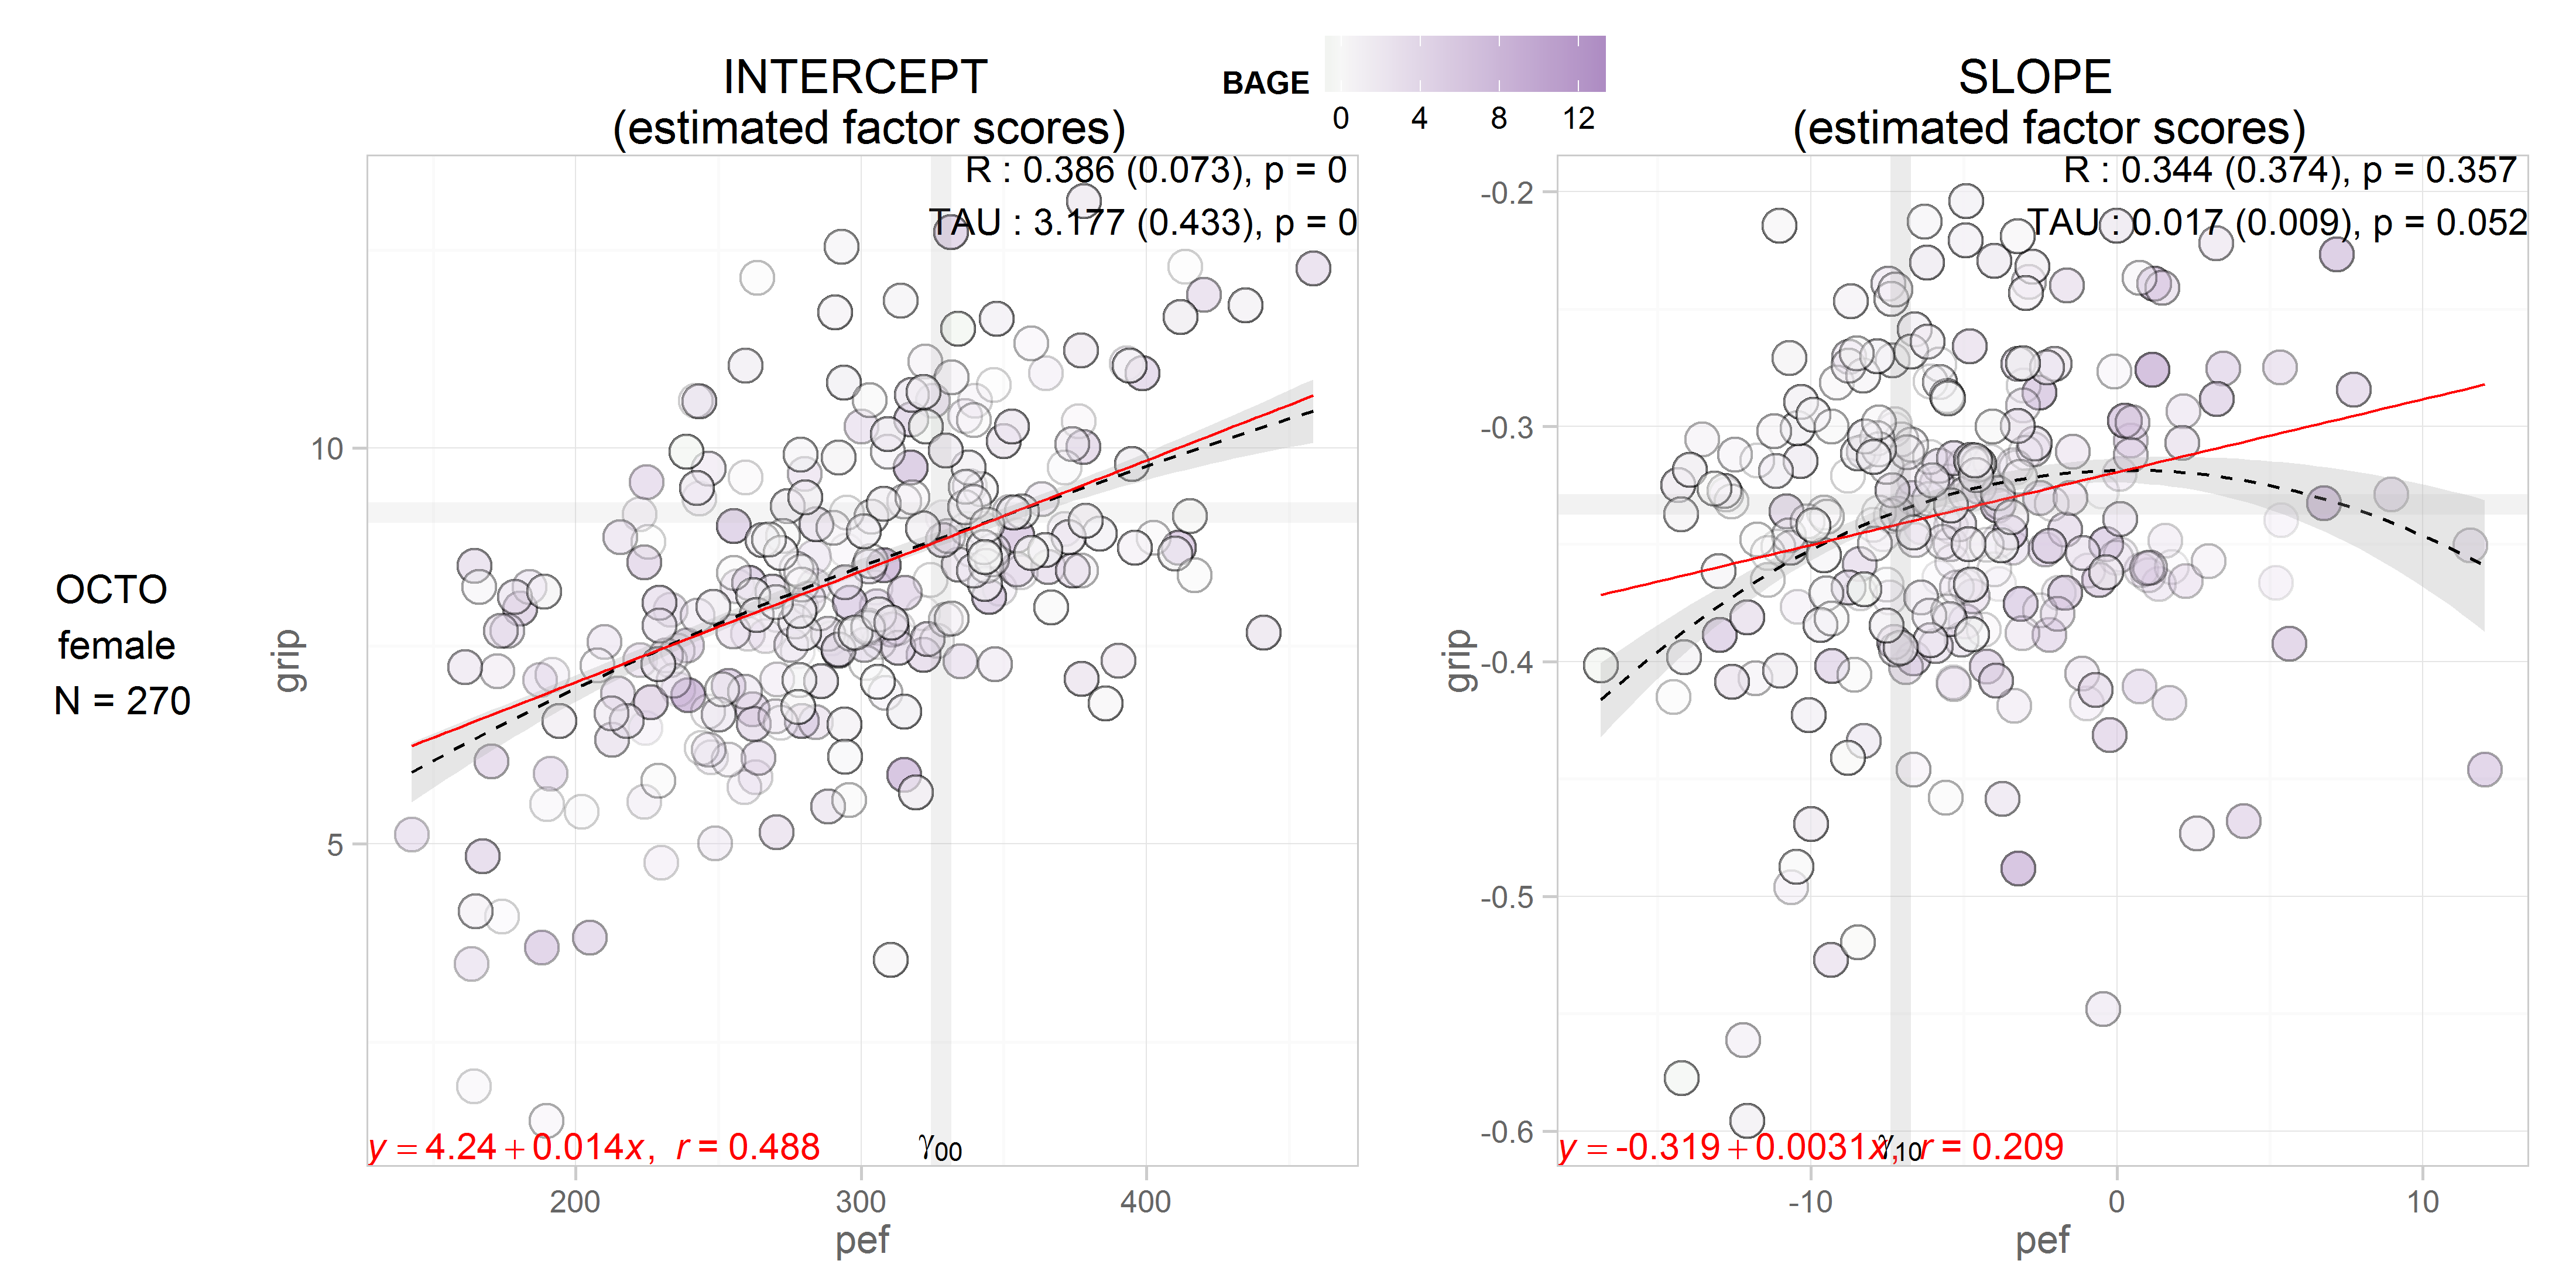 INTERCEPT
(estimated factor scores)
BAGE
0 4 8 12
SLOPE
(estimated factor scores)
OCTO
female
N = 270
R : 0.386 (0.073), p = 0
TAU : 3.177 (0.433), p = 0
10
5
grip
y = 4.24 + 0.014x, r = 0.488
γ00
200 300 400
pef
R : 0.344 (0.374), p = 0.357
TAU : 0.017 (0.009), p = 0.052
-0.2
-0.3
-0.4
-0.5
-0.6
grip
y = -0.319 + 0.0031x, r = 0.209
γ10
-10 0 10
pef